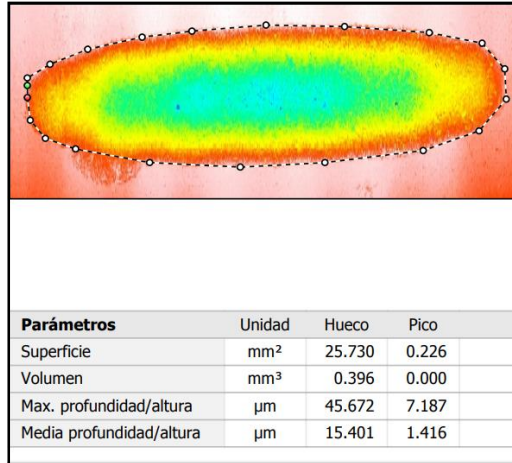 Parámetros Unidad Hueco Pico
Superficie mm² 25.730 0.226
Volumen mm³ 0.396 0.000
Max. profundidad/altura µm 45.672 7.187
Media profundidad/altura µm 15.401 1.416